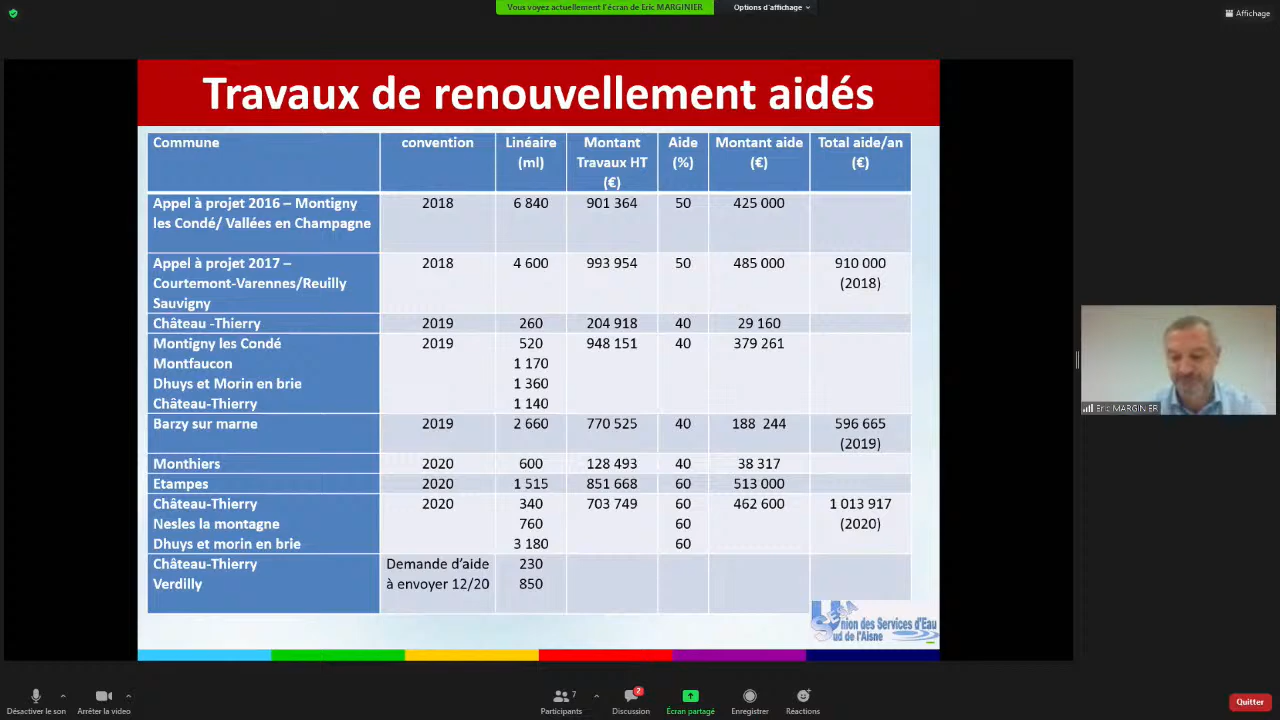 Vous voyez actuellement l'écran de Eric MARGINIER
Options d'affichage
Affichage
Travaux de renouvellement aidés
Commune convention Linéaire (ml) Montant Travaux HT (€) Aide (%) Montant aide (€) Total aide/an (€)
Appel à projet 2016 – Montigny les Condé/ Vallées en Champagne 2018 6 840 901 364 50 425 000
Appel à projet 2017 – Courtemont-Varennes/Reuilly Sauvigny 2018 4 600 993 954 50 485 000 910 000 (2018)
Château -Thierry 2019 260 204 918 40 29 160
Montigny les Condé 2019 520 948 151 40 379 261
Montfaucon 1 170
Dhuys et Morin en brie 1 360
Château-Thierry 1 140
Barzy sur marne 2019 2 660 770 525 40 188 244 596 665 (2019)
Monthiers 2020 600 128 493 40 38 317
Etampes 2020 1 515 851 668 60 513 000
Château-Thierry 2020 340 703 749 60 462 600 1 013 917
Nesles la montagne 760 60 (2020)
Dhuys et morin en brie 3 180 60
Château-Thierry Demande d'aide 230
Verdilly à envoyer 12/20 850
Union des Services d'Eau
Sud de l'Aisne
Eric MARGINIER
Désactiver le son
Arrêter la vidéo
Participants 7
Discussion 2
Écran partagé
Enregistrer
Réactions
Quitter